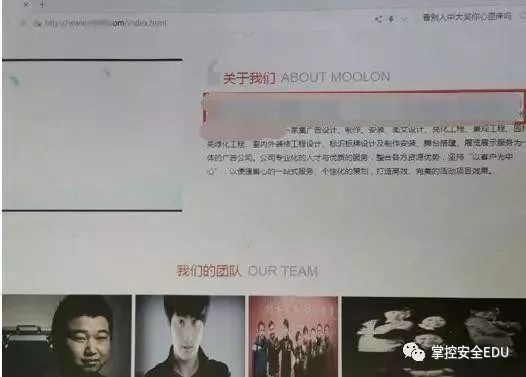 http://www.
com/index.html
看别人中大奖你心里痒吗
关于我们 ABOUT MOOLON
一家集广告设计、制作、安装、美文设计、亮化工程、景观工程、园
林绿化工程、室内外装修工程设计、标识标牌设计及制作安装、舞台搭建、展览展示服务为一
体的广告公司。公司专业化的人才与优质的服务，整合各方资源优势，坚持“以客户为中
心”，以便捷省心的一站式服务、个性化的策划，打造高效、完美的活动项目效果。
我们的团队 OUR TEAM
掌控安全EDU